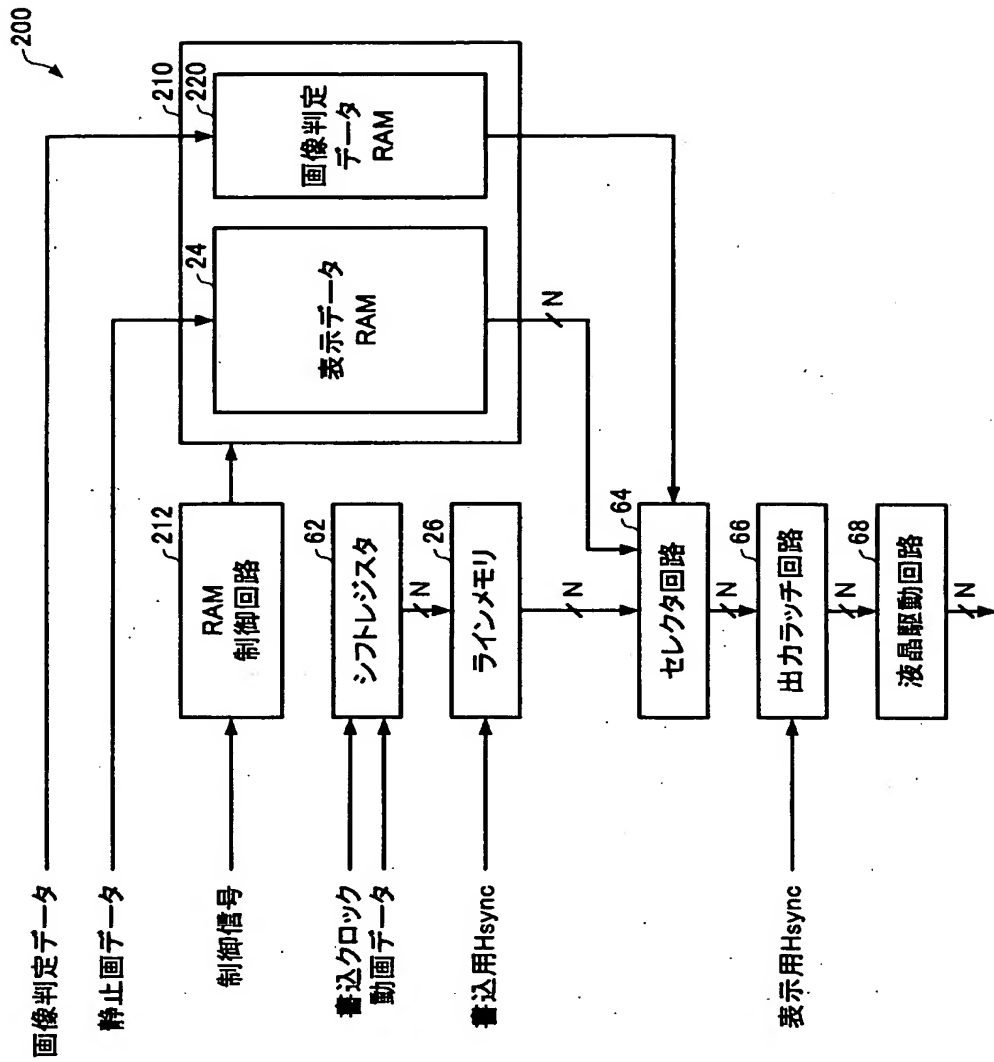 200
画像判定データ
静止画データ
制御信号
書込クロック
動画データ
書込用Hsync
表示用Hsync
212
RAM
制御回路
62
シフトレジスタ
N
26
ラインメモリ
N
64
セレクタ回路
N
66
出力ラッチ回路
N
68
液晶駆動回路
N
24
表示データ
RAM
N
210
220
画像判定
データ
RAM